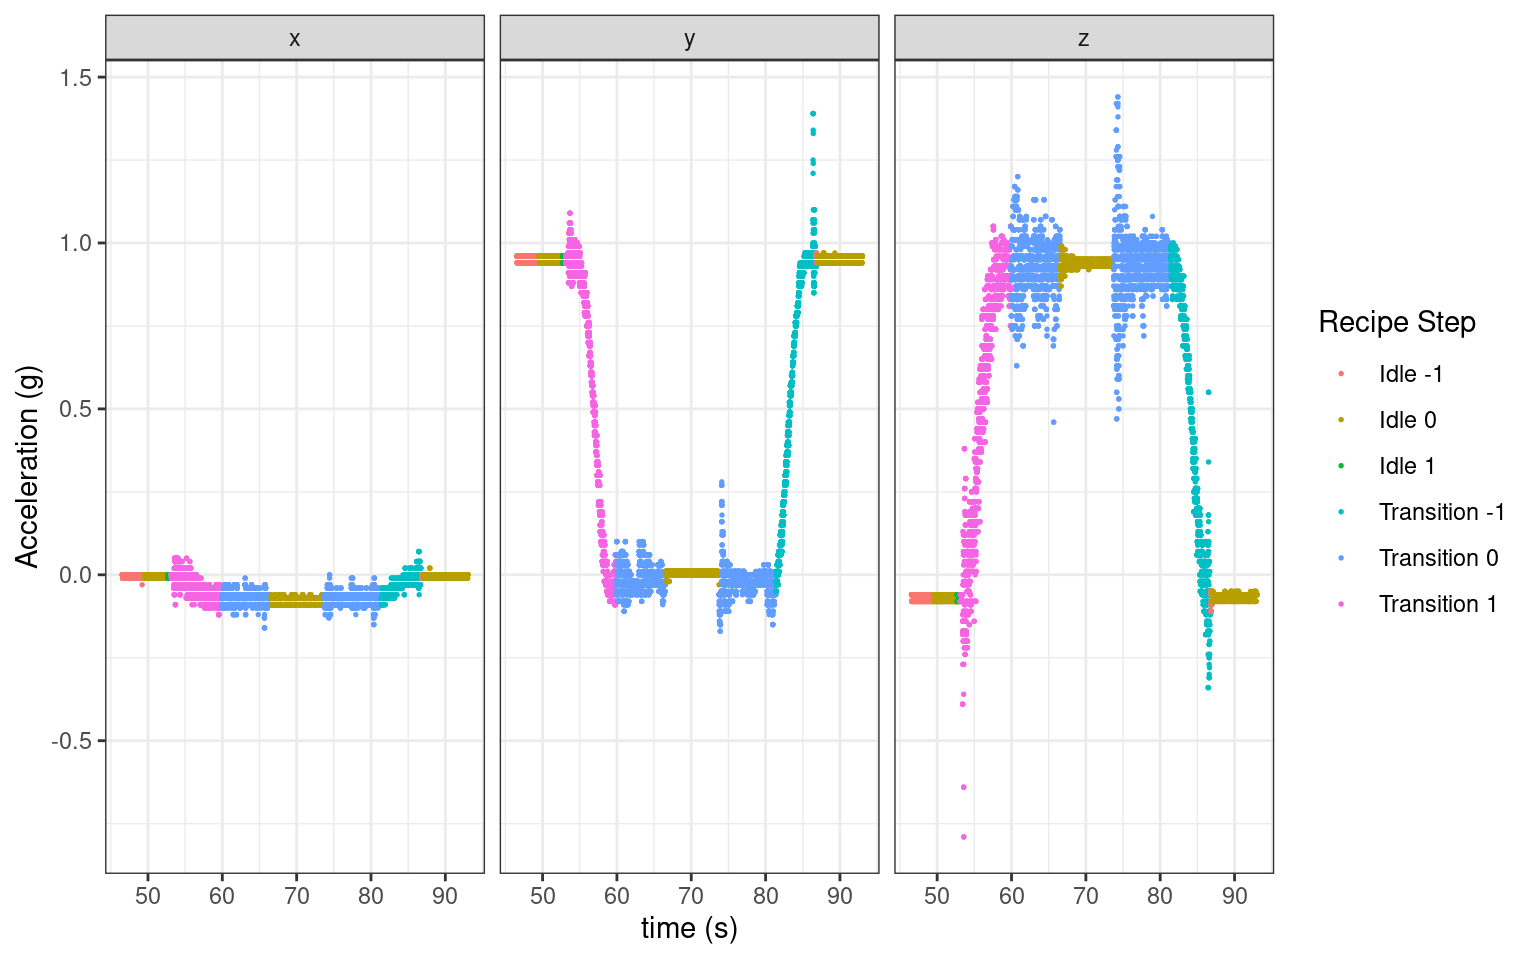 x y z
1.5
1.0
0.5
0.0
-0.5
Acceleration (g)
50 60 70 80 90 50 60 70 80 90 50 60 70 80 90
time (s)
Recipe Step
Idle -1
Idle 0
Idle 1
Transition -1
Transition 0
Transition 1